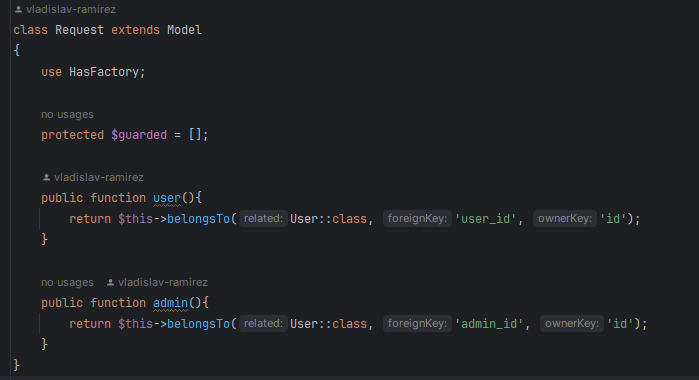 vladislav-ramirez
class Request extends Model
{
use HasFactory;
no usages
protected $guarded = [];
vladislav-ramirez
public function user(){
return $this->belongsTo( related: User::class, foreignKey: 'user_id', ownerKey: 'id');
}
no usages vladislav-ramirez
public function admin(){
return $this->belongsTo( related: User::class, foreignKey: 'admin_id', ownerKey: 'id');
}
}